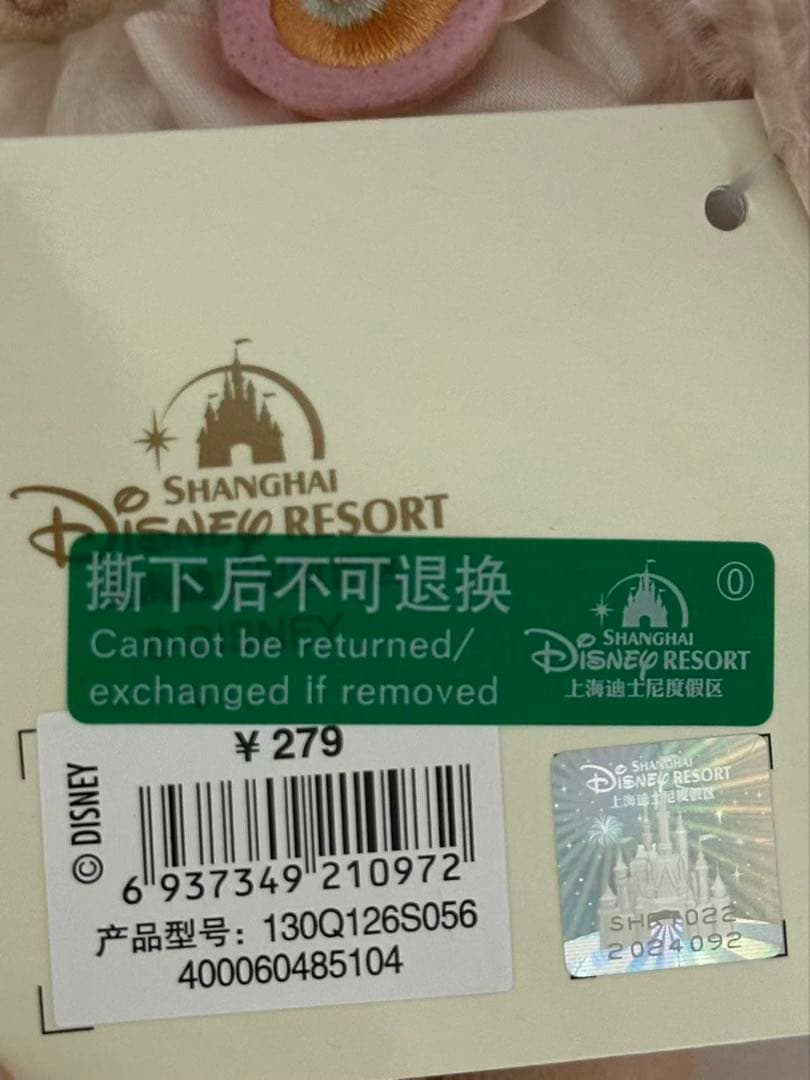 SHANGHAI
DISNEY RESORT
撕下后不可退换
Cannot be returned/
exchanged if removed
0
SHANGHAI
DISNEY RESORT
上海迪士尼度假区
© DISNEY
¥ 279
6 937349 210972
产品型号：130Q126S056
400060485104
SHANGHAI
DISNEY RESORT
上海迪士尼度假区
2024092